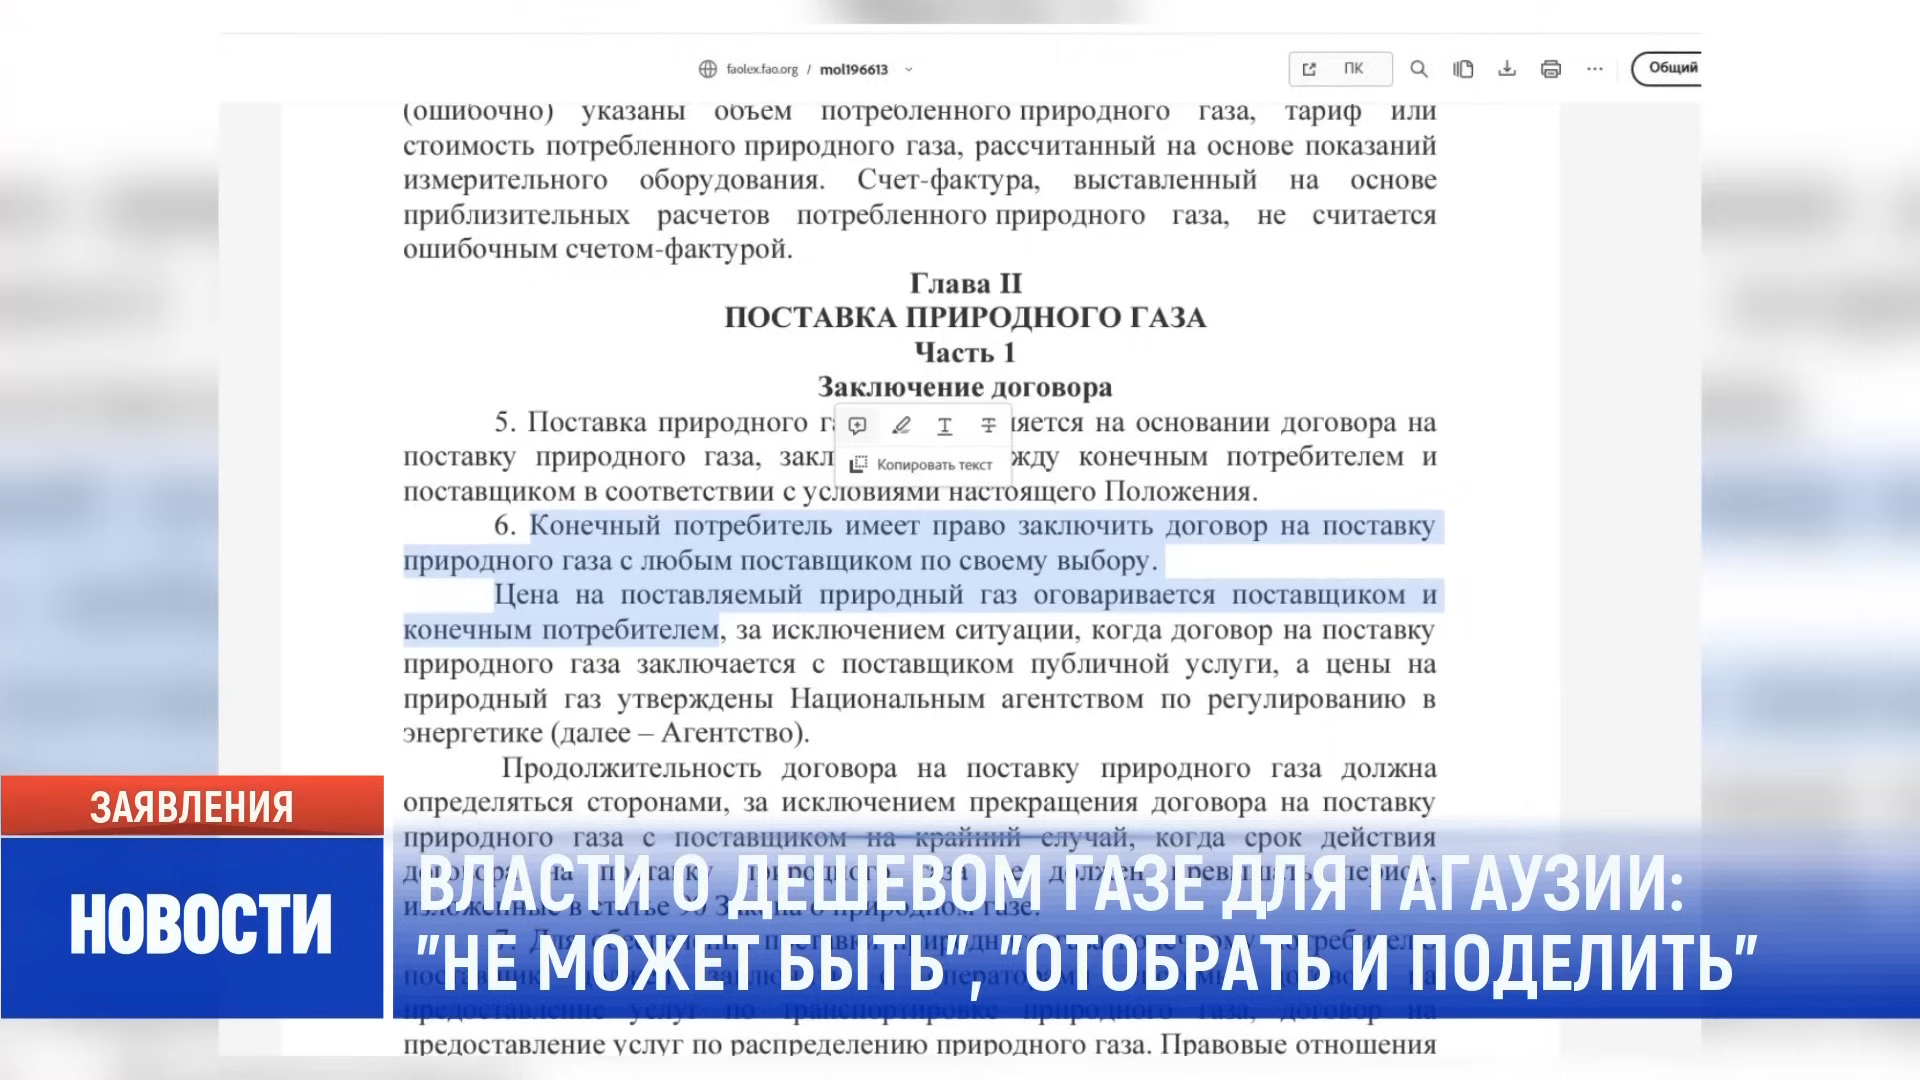 faolex.fao.org / mol196613
ПК
Общий
(ошибочно) указаны объем потребленного природного газа, тариф или
стоимость потребленного природного газа, рассчитанный на основе показаний
измерительного оборудования. Счет-фактура, выставленный на основе
приблизительных расчетов потребленного природного газа, не считается
ошибочным счетом-фактурой.
Глава II
ПОСТАВКА ПРИРОДНОГО ГАЗА
Часть 1
Заключение договора
5. Поставка природного на основании договора на
поставку природного газа, конечным потребителем и
поставщиком в соответствии с условиями настоящего Положения.
Копировать текст
6. Конечный потребитель имеет право заключить договор на поставку
природного газа с любым поставщиком по своему выбору.
Цена на поставляемый природный газ оговаривается поставщиком и
конечным потребителем, за исключением ситуации, когда договор на поставку
природного газа заключается с поставщиком публичной услуги, а цены на
природный газ утверждены Национальным агентством по регулированию в
энергетике (далее – Агентство).
Продолжительность договора на поставку природного газа должна
определяться сторонами, за исключением прекращения договора на поставку
природного газа с поставщиком на крайний случай, когда срок действия
предоставление услуг по транспортировке природного газа, договор на
предоставление услуг по распределению природного газа. Правовые отношения
ЗАЯВЛЕНИЯ
НОВОСТИ
ВЛАСТИ О ДЕШЕВОМ ГАЗЕ ДЛЯ ГАГАУЗИИ:
"НЕ МОЖЕТ БЫТЬ", "ОТОБРАТЬ И ПОДЕЛИТЬ"